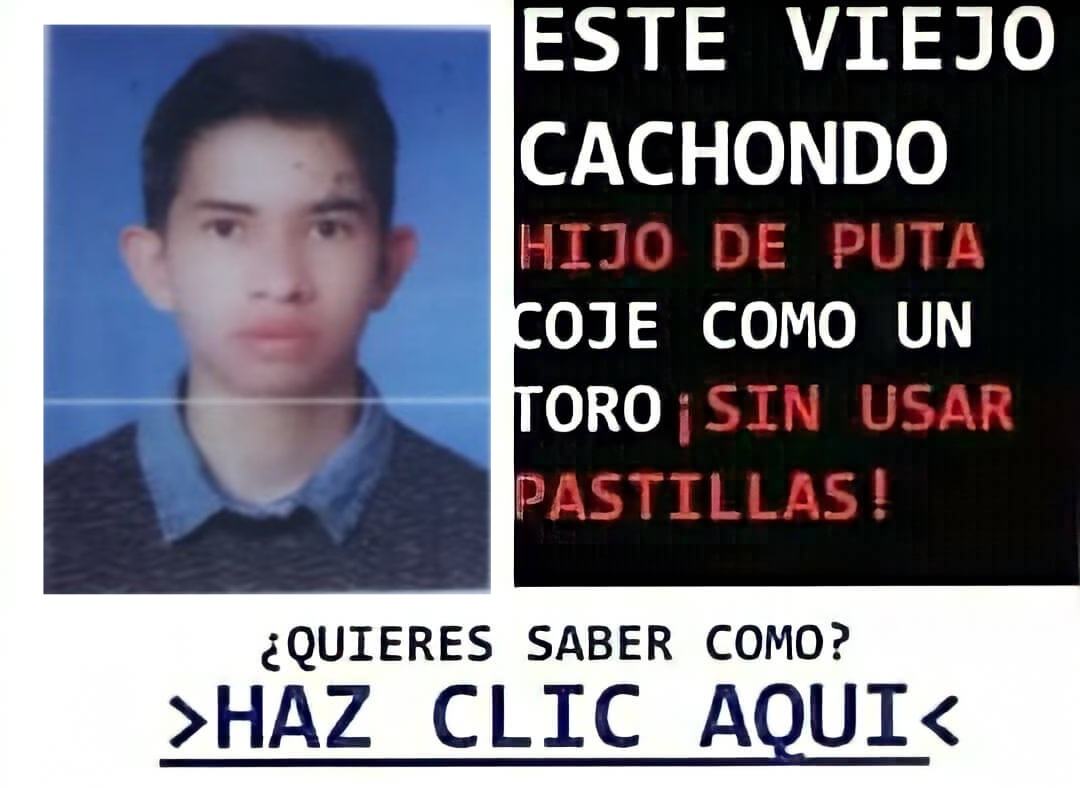 ESTE VIEJO
CACHONDO
HIJO DE PUTA
COJE COMO UN
TORO ¡SIN USAR
PASTILLAS!
¿QUIERES SABER COMO?
>HAZ CLIC AQUI<